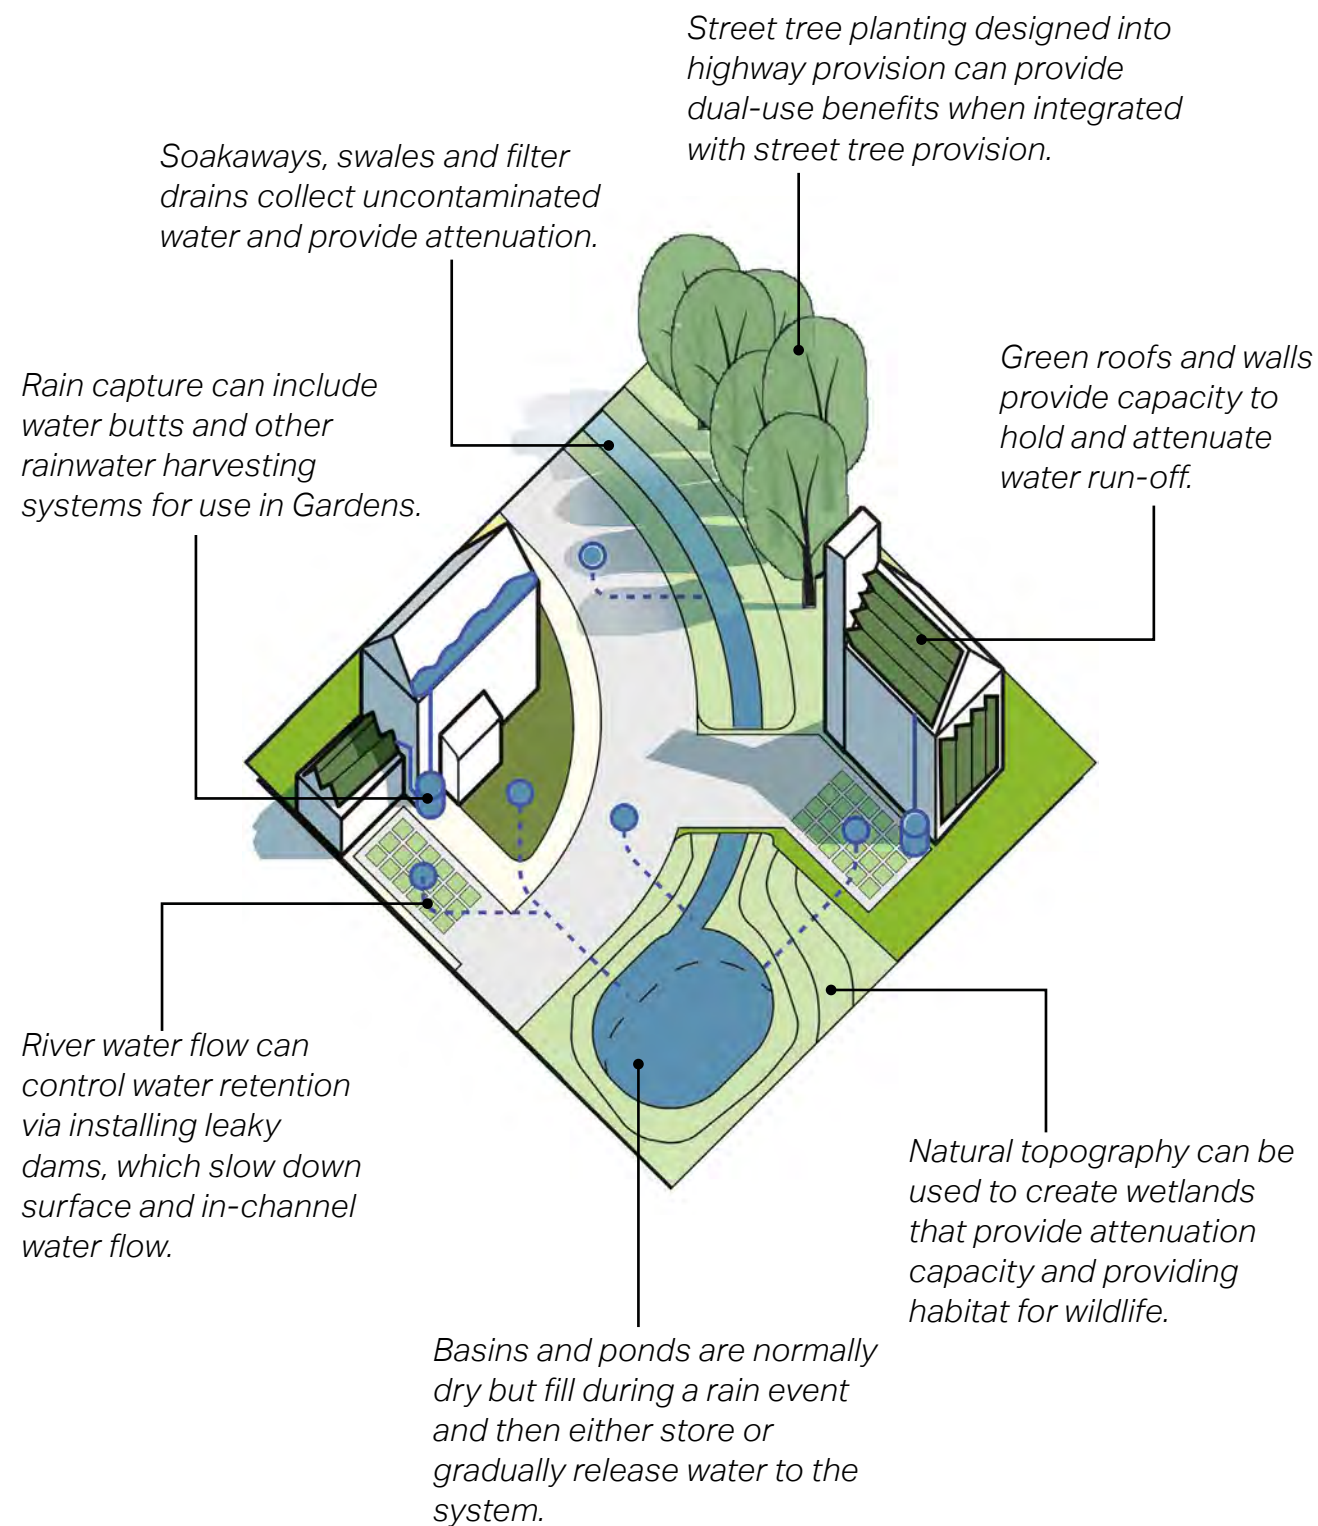 Street tree planting designed into
highway provision can provide
dual-use benefits when integrated
with street tree provision.
Soakaways, swales and filter
drains collect uncontaminated
water and provide attenuation.
Green roofs and walls
provide capacity to
hold and attenuate
water run-off.
Rain capture can include
water butts and other
rainwater harvesting
systems for use in Gardens.
River water flow can
control water retention
via installing leaky
dams, which slow down
surface and in-channel
water flow.
Natural topography can be
used to create wetlands
that provide attenuation
capacity and providing
habitat for wildlife.
Basins and ponds are normally
dry but fill during a rain event
and then either store or
gradually release water to the
system.